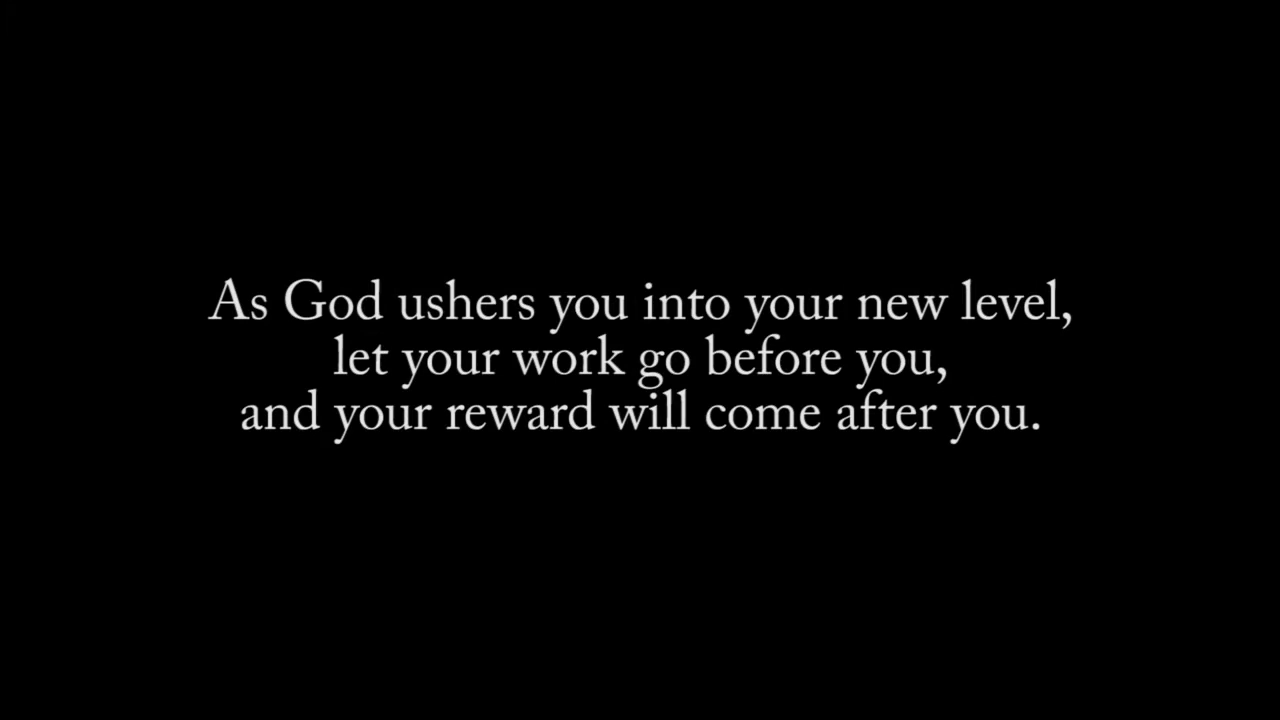 As God ushers you into your new level,
let your work go before you,
and your reward will come after you.